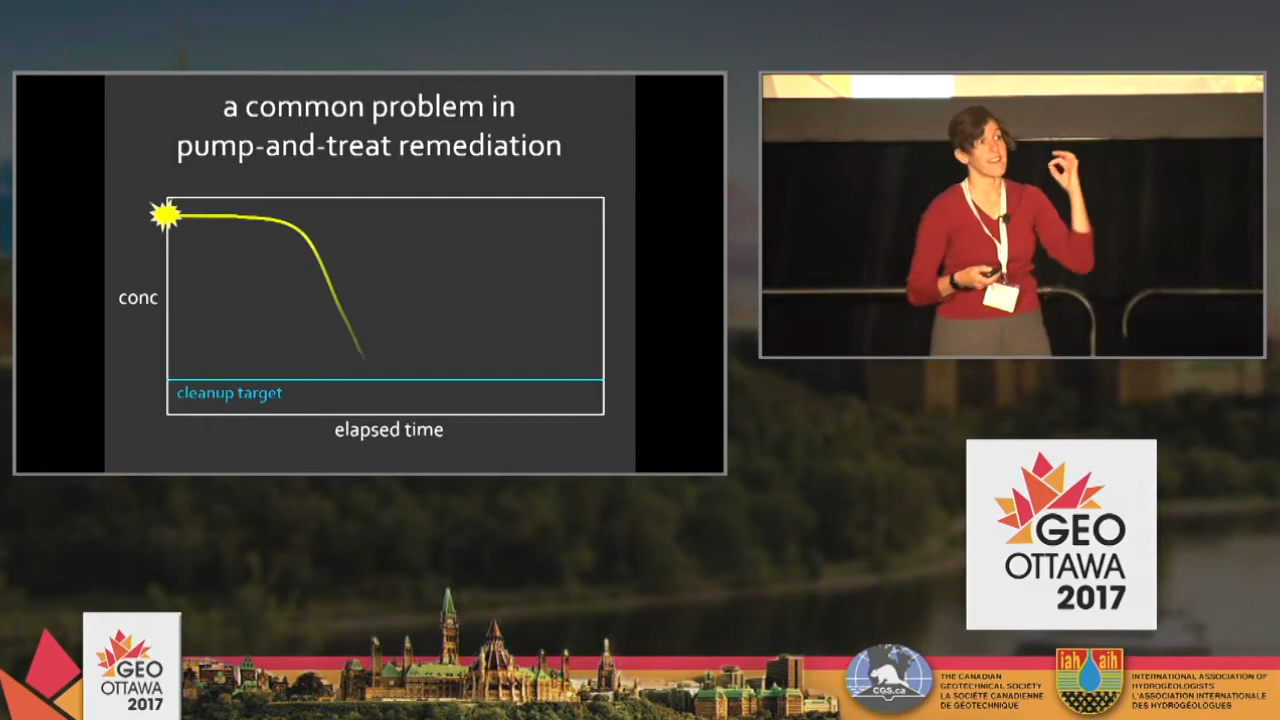 a common problem in
pump-and-treat remediation
conc
cleanup target
elapsed time
GEO
OTTAWA
2017
GEO
OTTAWA
2017
CGS.ca
THE CANADIAN
GEOTECHNICAL SOCIETY
LA SOCIÉTÉ CANADIENNE
DE GÉOTECHNIQUE
iah aih
INTERNATIONAL ASSOCIATION OF
HYDROGEOLOGISTS
L'ASSOCIATION INTERNATIONALE
DES HYDROGÉOLOGUES